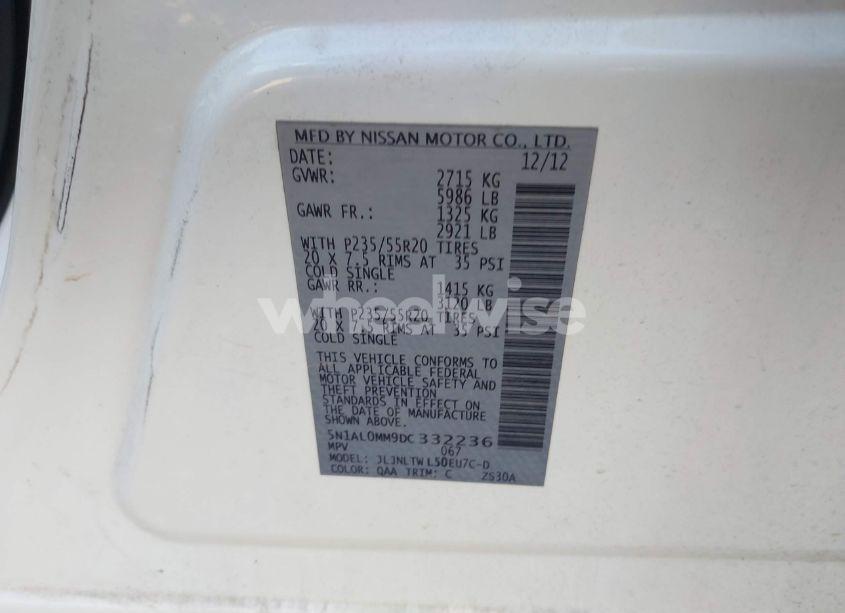 MFD BY NISSAN MOTOR CO., LTD.
DATE: 12/12
GVWR: 2715 KG
5986 LB
GAWR FR.: 1325 KG
2921 LB
WITH P235/55R20 TIRES
20 X 7.5 RIMS AT 35 PSI
COLD SINGLE
GAWR RR.: 1415 KG
3120 LB
WITH P235/55R20 TIRES
20 X 7.5 RIMS AT 35 PSI
COLD SINGLE
wheelwise
THIS VEHICLE CONFORMS TO
ALL APPLICABLE FEDERAL
MOTOR VEHICLE SAFETY AND
THEFT PREVENTION
STANDARDS IN EFFECT ON
THE DATE OF MANUFACTURE
SHOWN ABOVE.
5N1AL0MM9DC332236
MPV 067
MODEL: JLJNLTWL50EU7C-D
COLOR: QAA TRIM: C ZS30A